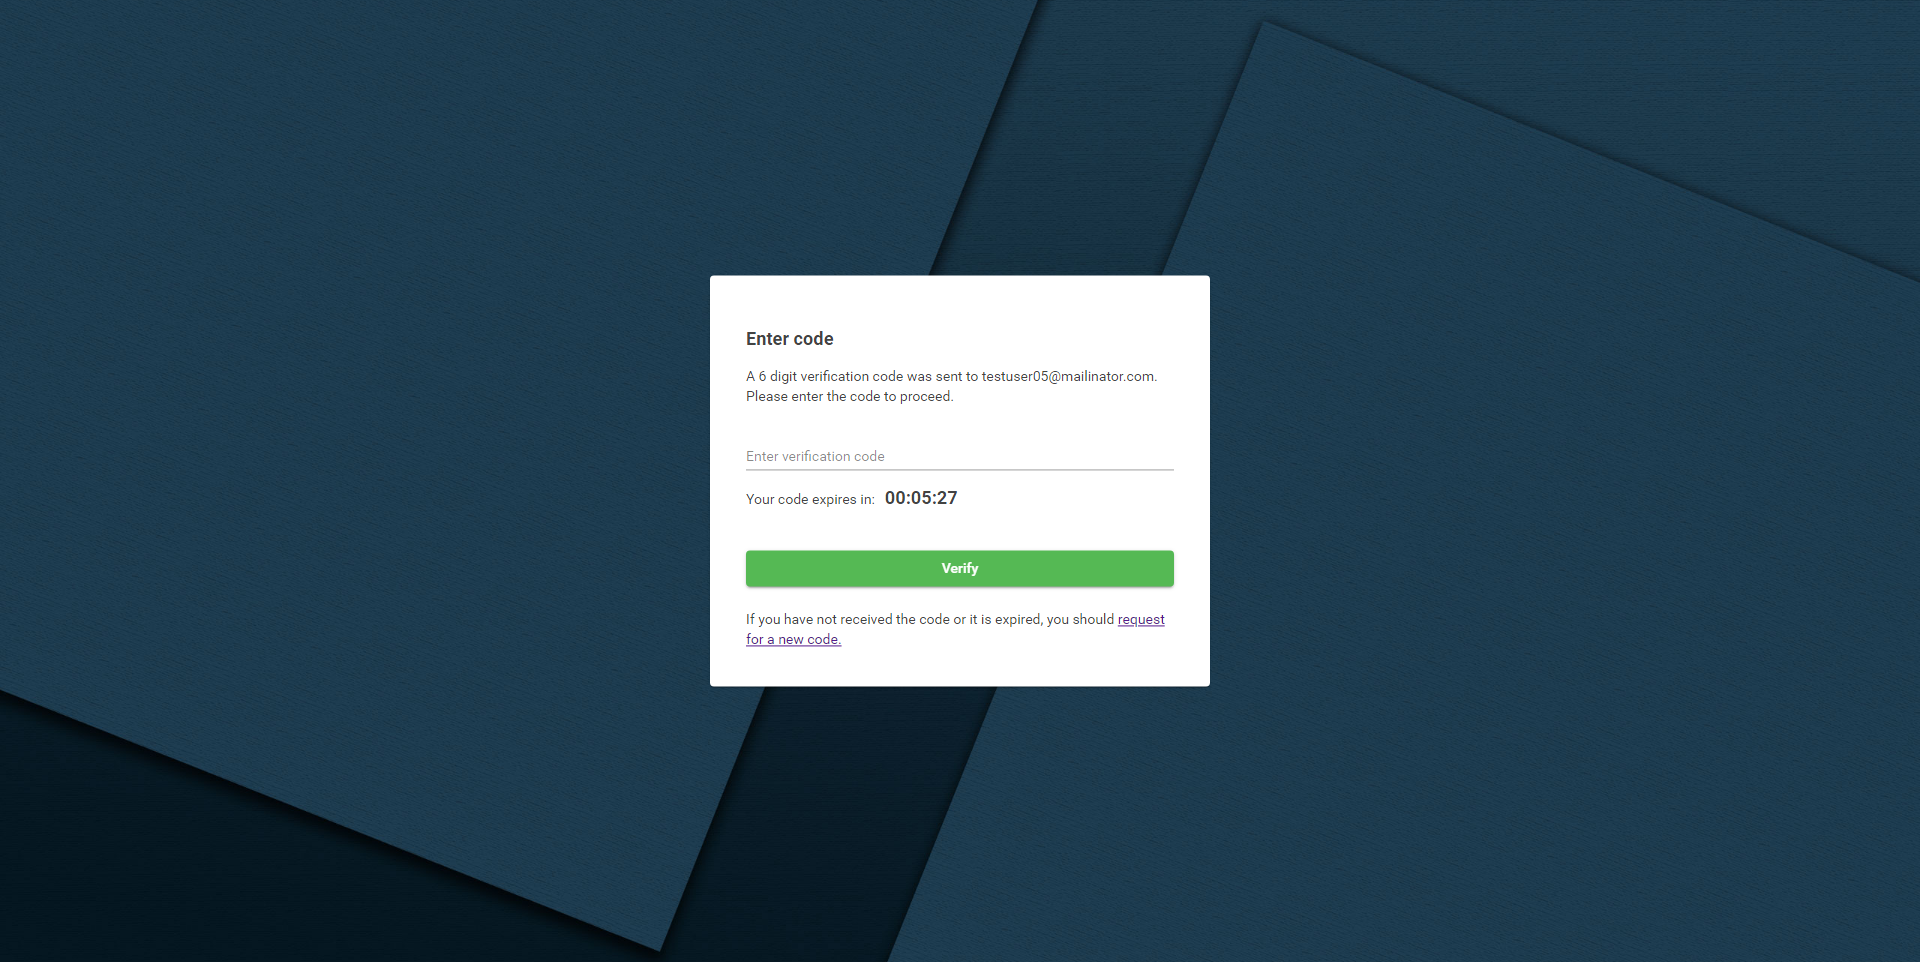 Enter code
A 6 digit verification code was sent to testuser05@mailinator.com.
Please enter the code to proceed.
Enter verification code
Your code expires in: 00:05:27
Verify
If you have not received the code or it is expired, you should request
for a new code.